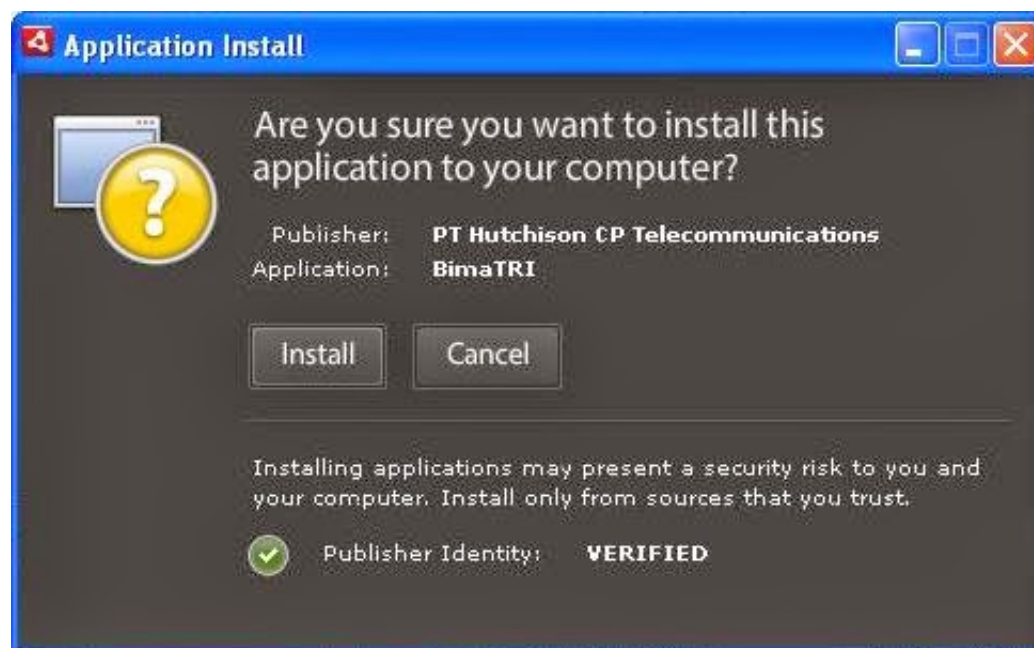 Application Install
Are you sure you want to install this
application to your computer?
Publisher: PT Hutchison CP Telecommunications
Application: BimaTRI
Install Cancel
Installing applications may present a security risk to you and
your computer. Install only from sources that you trust.
Publisher Identity: VERIFIED